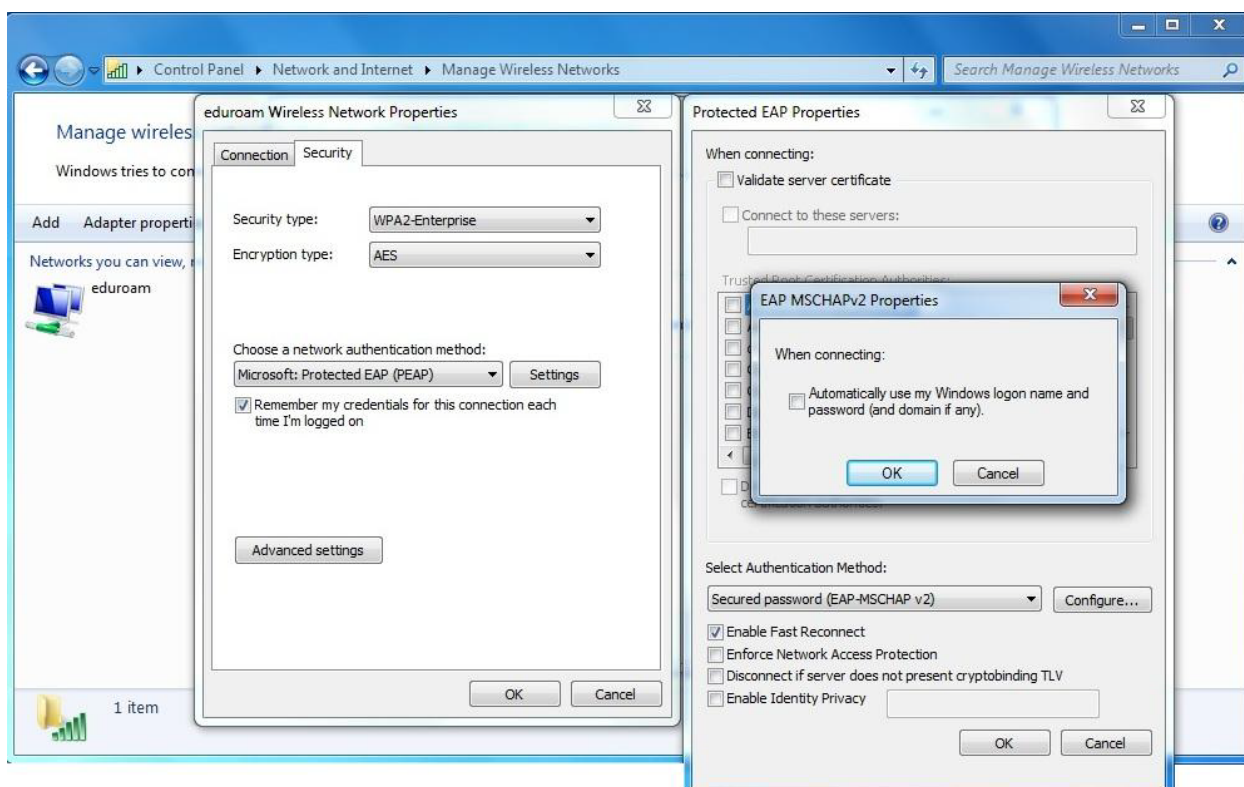 Control Panel ▸ Network and Internet ▸ Manage Wireless Networks
Search Manage Wireless Networks
Manage wireles
Windows tries to con
Add Adapter properti
Networks you can view,
eduroam
1 item
eduroam Wireless Network Properties
Connection Security
Security type: WPA2-Enterprise
Encryption type: AES
Choose a network authentication method:
Microsoft: Protected EAP (PEAP) Settings
Remember my credentials for this connection each
time I'm logged on
Advanced settings
OK Cancel
Protected EAP Properties
When connecting:
Validate server certificate
Connect to these servers:
Trusted Root Certification Authorities:
EAP MSCHAPv2 Properties
When connecting:
Automatically use my Windows logon name and
password (and domain if any).
OK Cancel
Select Authentication Method:
Secured password (EAP-MSCHAP v2) Configure...
Enable Fast Reconnect
Enforce Network Access Protection
Disconnect if server does not present cryptobinding TLV
Enable Identity Privacy
OK Cancel